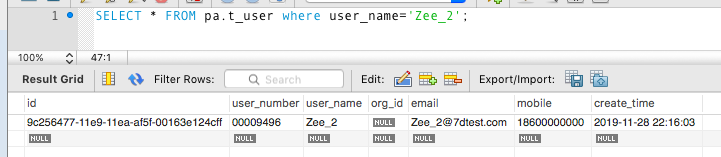 1 SELECT * FROM pa.t_user where user_name='Zee_2';
100% 47:1
Result Grid Filter Rows: Search Edit: Export/Import:
id user_number user_name org_id email mobile create_time
9c256477-11e9-11ea-af5f-00163e124cff 00009496 Zee_2 NULL Zee_2@7dtest.com 18600000000 2019-11-28 22:16:03
NULL NULL NULL NULL NULL NULL NULL